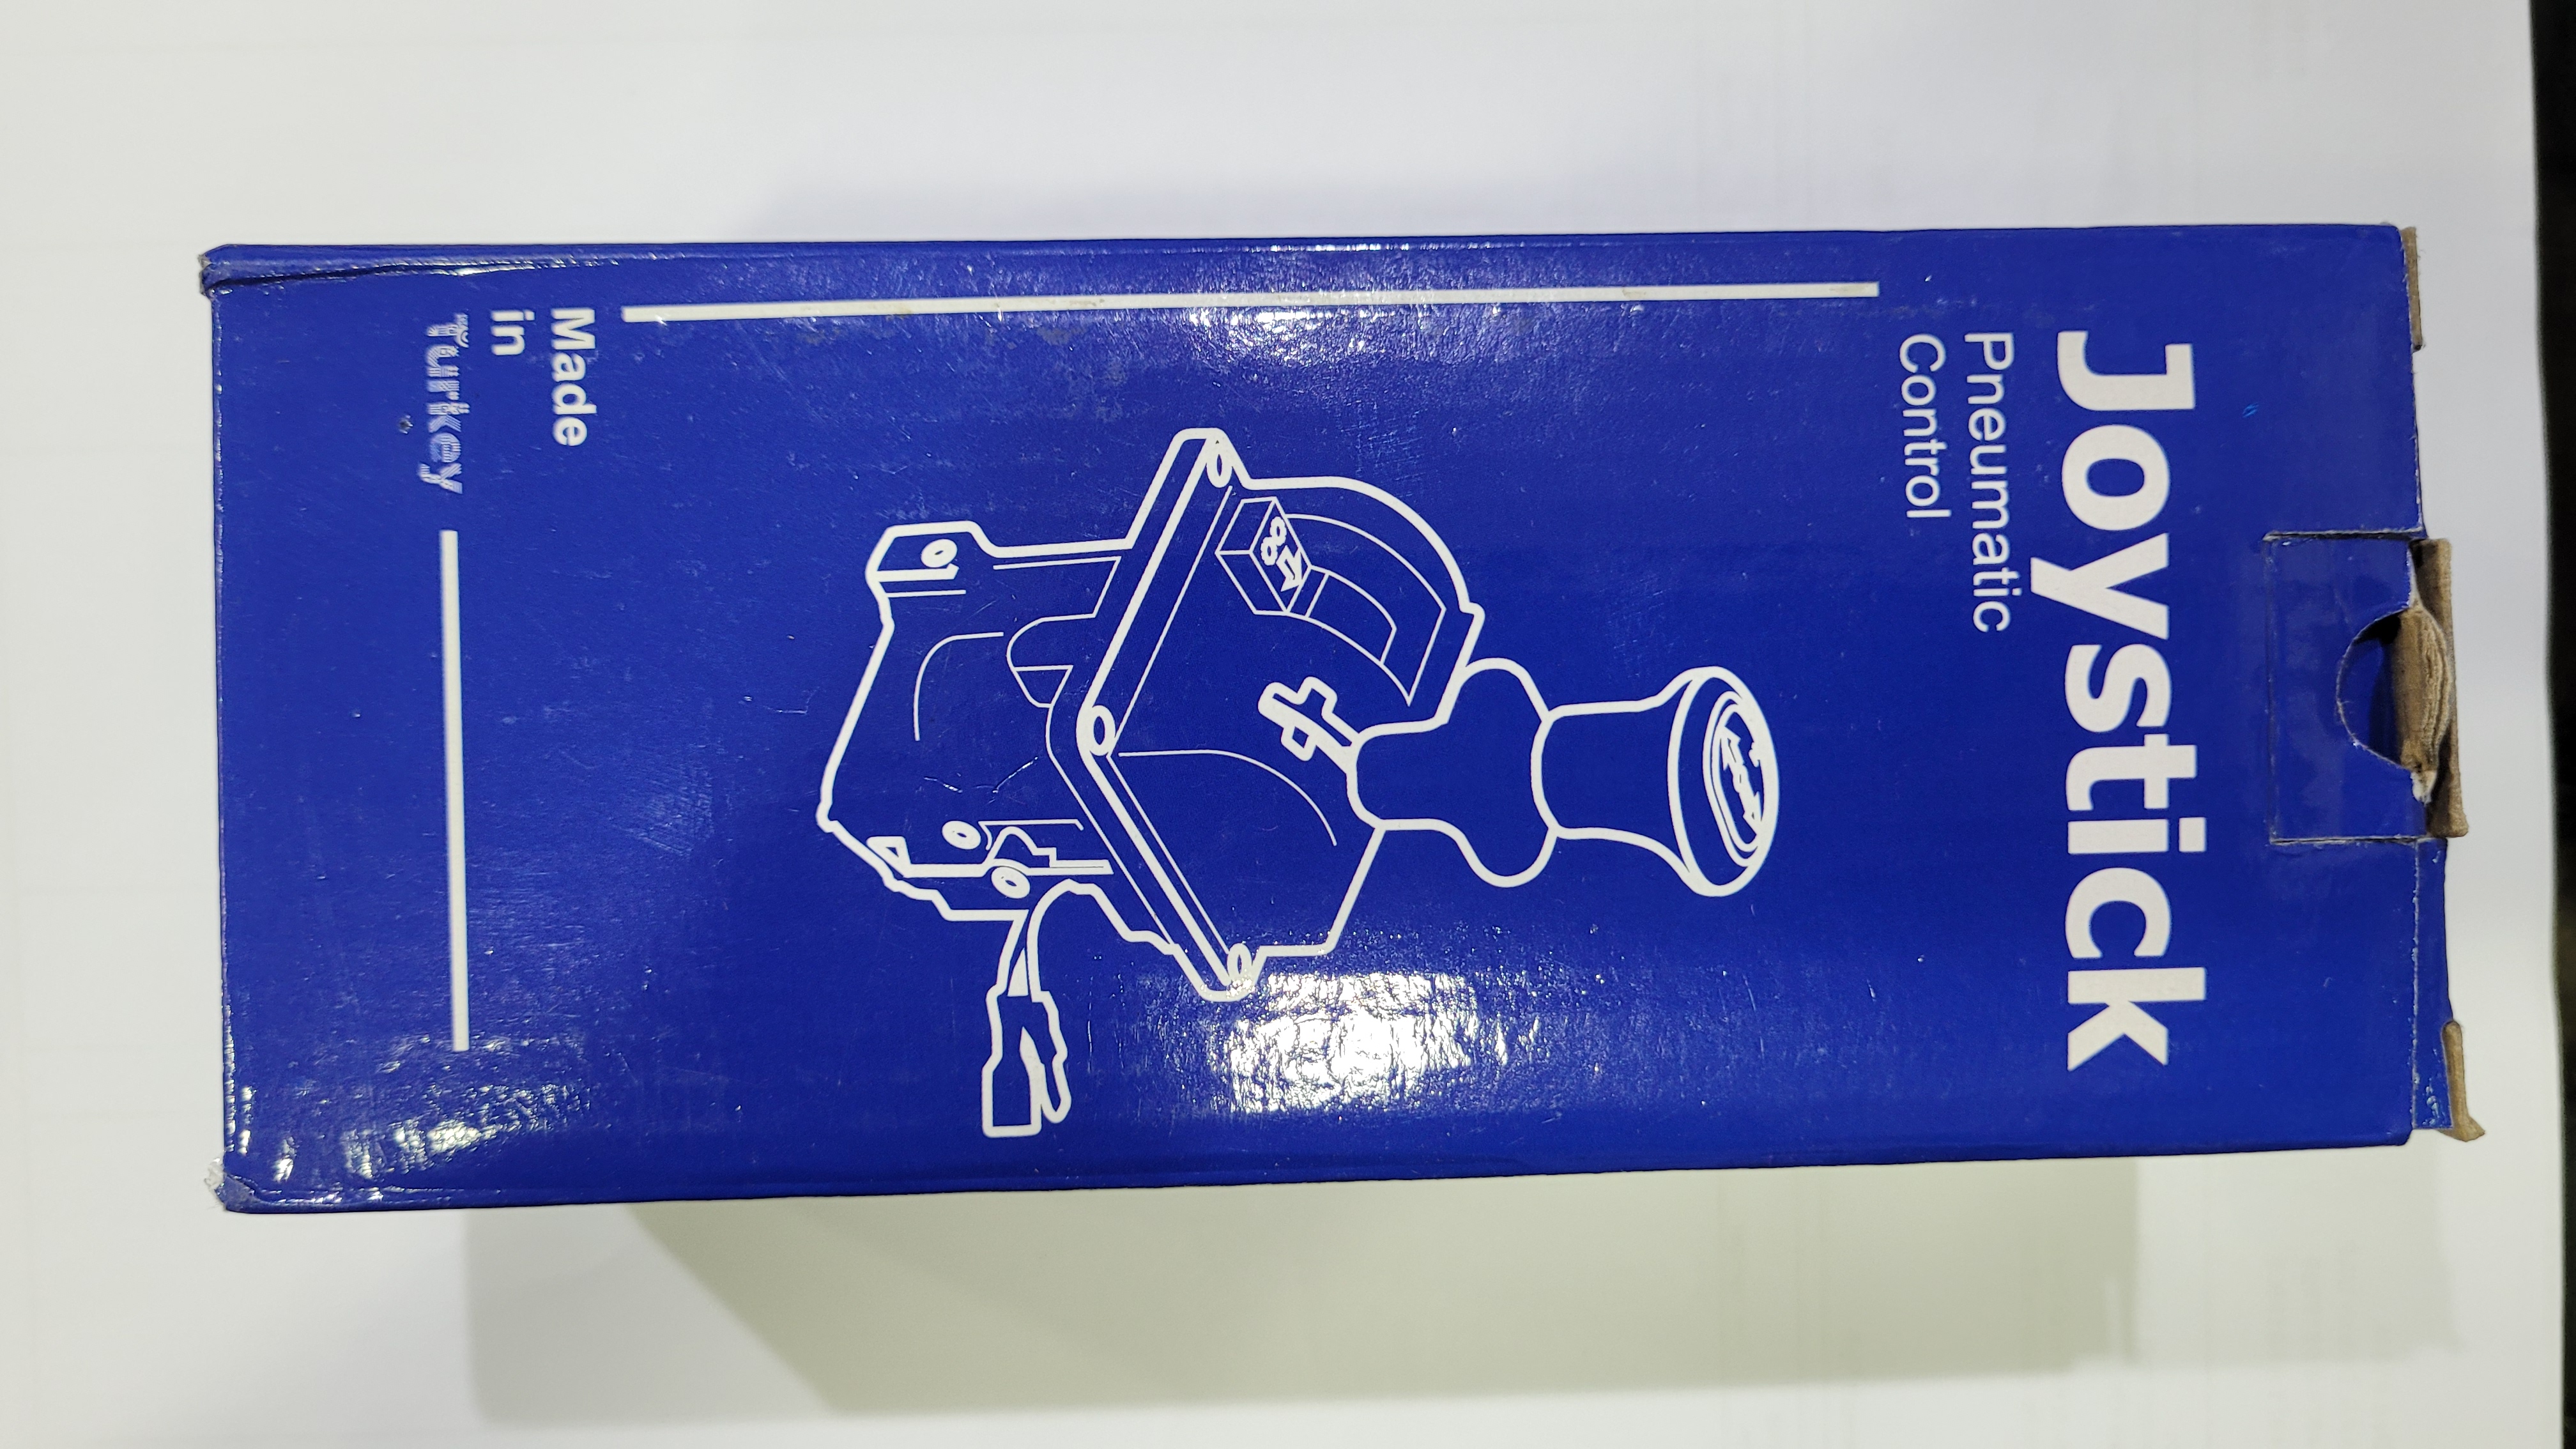 Joystick
Pneumatic
Control
Made
in
Turkey